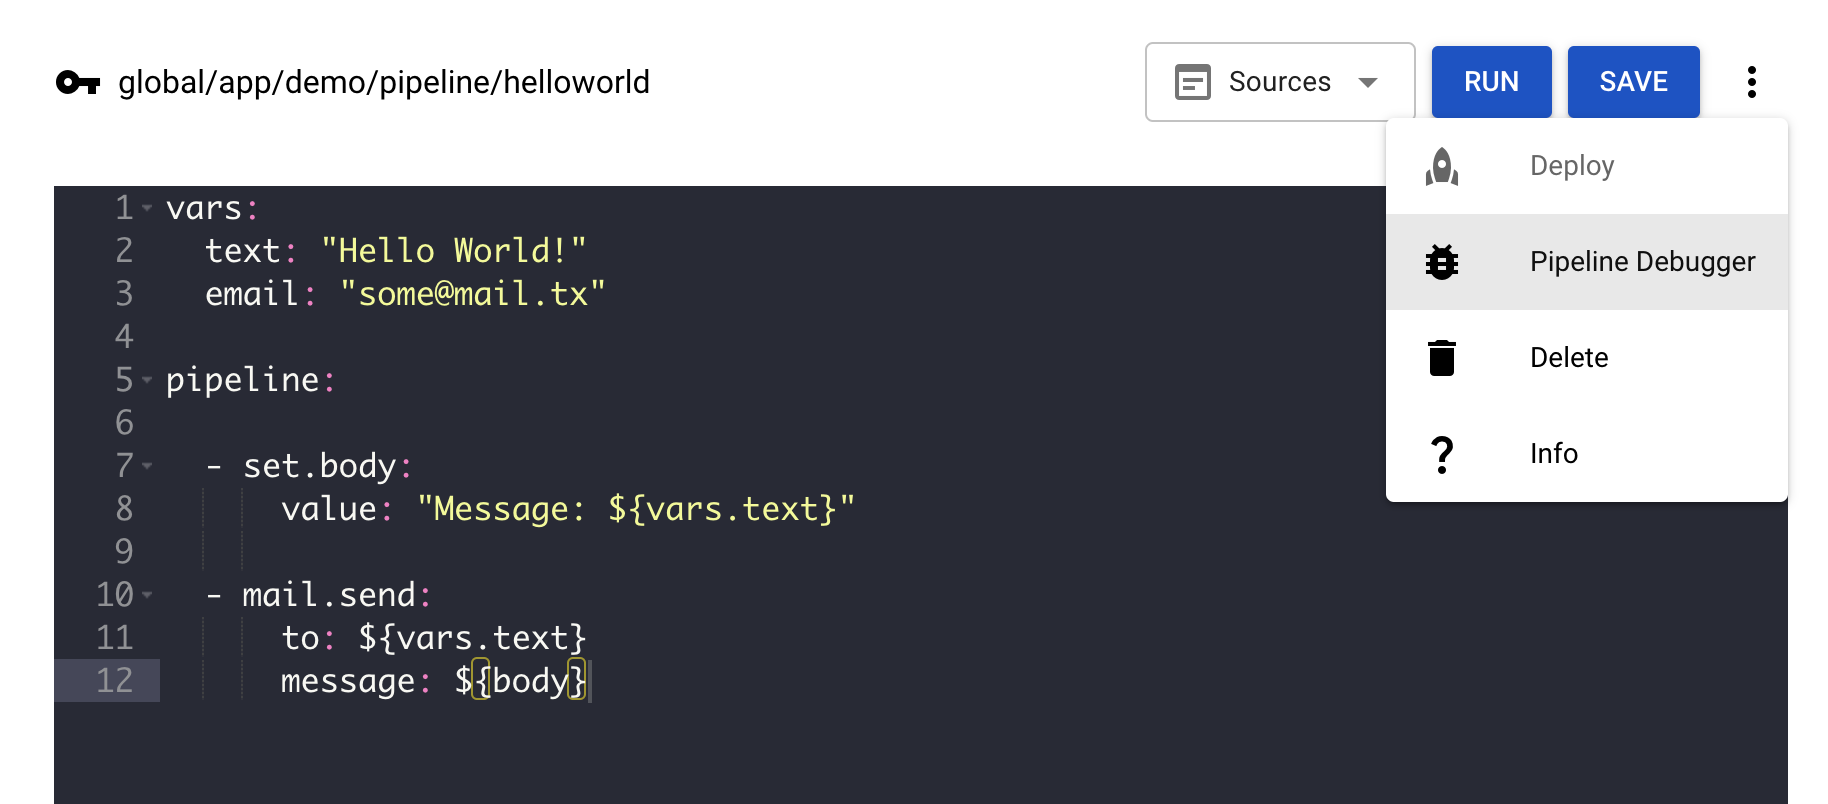 global/app/demo/pipeline/helloworld
Sources
RUN
SAVE
Deploy
Pipeline Debugger
Delete
Info
1 vars:
2   text: "Hello World!"
3   email: "some@mail.tx"
4
5 pipeline:
6
7   - set.body:
8       value: "Message: ${vars.text}"
9
10   - mail.send:
11       to: ${vars.text}
12       message: ${body}